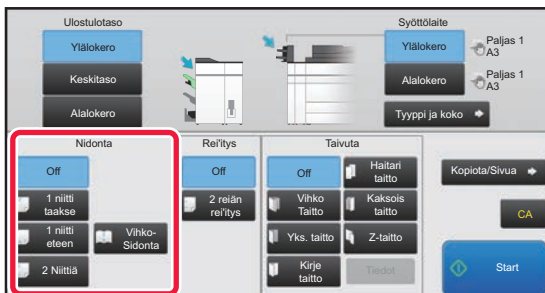 Ulostulotaso
Syöttölaite
Ylälokero
Keskitaso
Alalokero
Ylälokero
Paljas 1
A3
Alalokero
Paljas 1
A3
Tyyppi ja koko
Nidonta
Off
1 niitti
taakse
1 niitti
eteen
2 Niittiä
Vihko-
Sidonta
Rei'itys
Off
2 reiän
rei'itys
Taivuta
Off
Haitari
taitto
Vihko
Taitto
Kaksois
taitto
Yks. taitto
Z-taitto
Kirje
taitto
Tiedot
Kopiota/Sivua
CA
Start